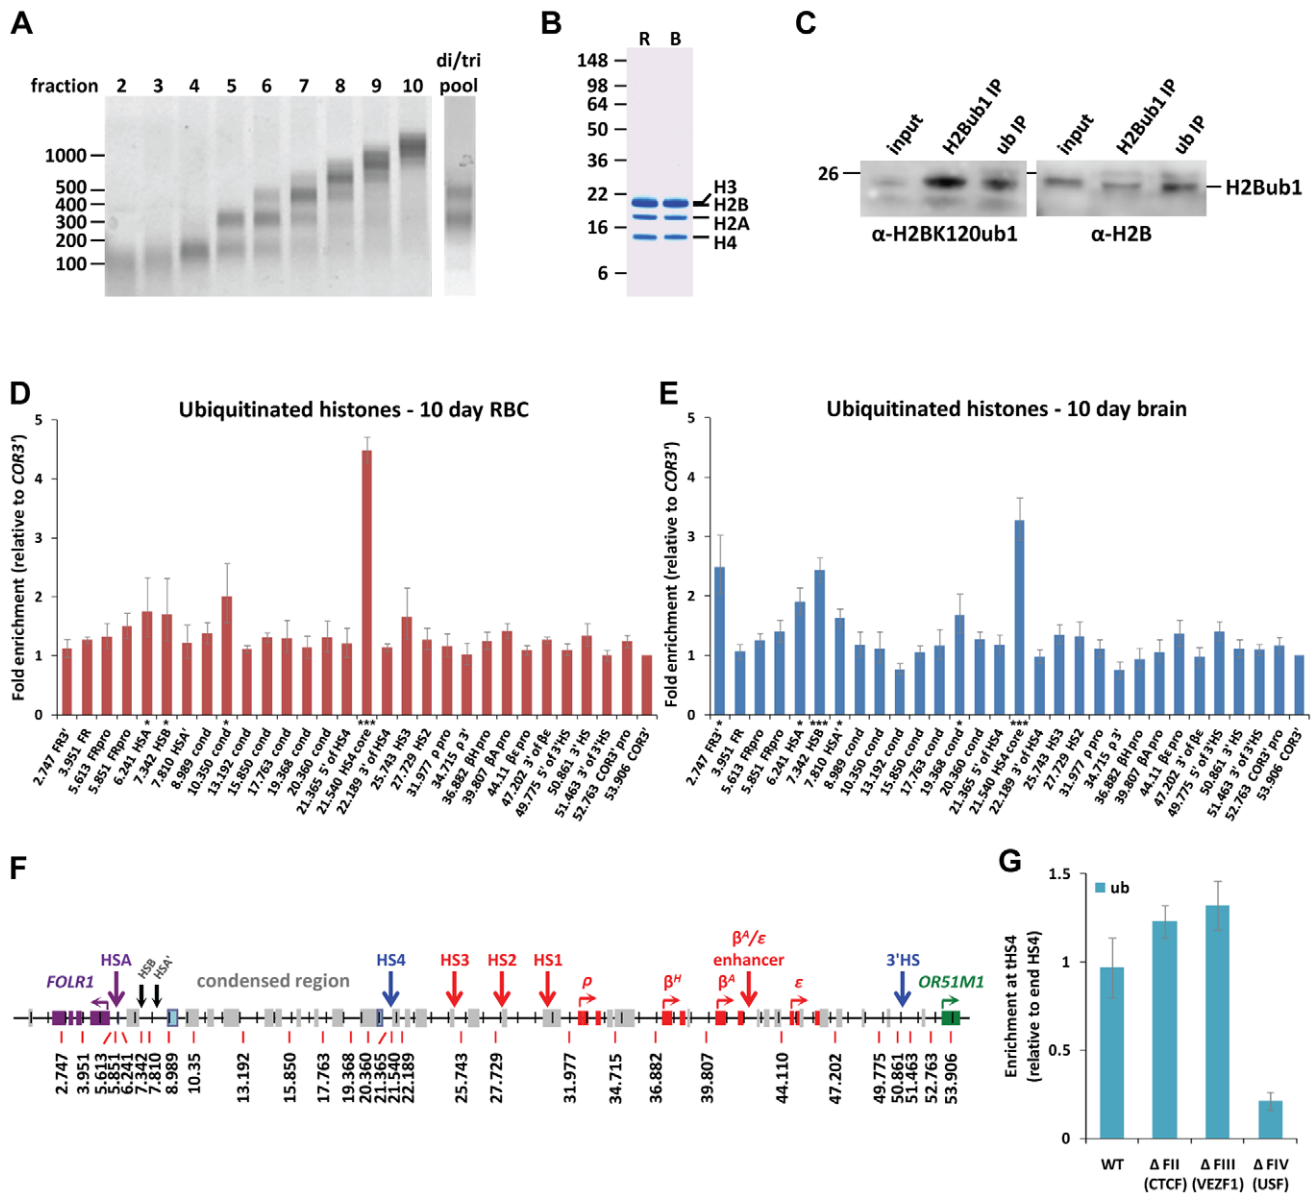 A
fraction 2 3 4 5 6 7 8 9 10
di/tri
pool
1000
500
400
300
200
100
B
R B
148
98
64
50
36
22
16
6
H3
H2B
H2A
H4
C
input H2Bub1 IP ub IP input H2Bub1 IP ub IP
26
H2Bub1
α-H2BK120ub1 α-H2B
D
Ubiquitinated histones - 10 day RBC
Fold enrichment (relative to COR3')
5
4
3
2
1
0
2.747 FR3'
3.951 FR
5.613 FRpro
5.851 FRpro
6.241 HSA *
7.342 HSB *
7.810 HSA'
8.989 cond
10.350 cond *
13.192 cond
15.850 cond
17.763 cond
19.368 cond
20.360 cond
21.365 5' of HS4
21.540 HS4 core ***
22.189 3' of HS4
25.743 HS3
27.729 HS2
31.977 ρ pro
34.715 ρ 3'
36.882 βH pro
39.807 βA pro
44.11 βε pro
47.202 3' of βε
49.775 5' of 3'HS
50.861 3' HS
51.463 3' of 3'HS
52.763 COR3' pro
53.906 COR3'
E
Ubiquitinated histones - 10 day brain
Fold enrichment (relative to COR3')
5
4
3
2
1
0
2.747 FR3' *
3.951 FR
5.613 FRpro
5.851 FRpro
6.241 HSA *
7.342 HSB ***
7.810 HSA' *
8.989 cond
10.350 cond
13.192 cond
15.850 cond
17.763 cond
19.368 cond *
20.360 cond
21.365 5' of HS4
21.540 HS4 core ***
22.189 3' of HS4
25.743 HS3
27.729 HS2
31.977 ρ pro
34.715 ρ 3'
36.882 βH pro
39.807 βA pro
44.11 βε pro
47.202 3' of βε
49.775 5' of 3'HS
50.861 3' HS
51.463 3' of 3'HS
52.763 COR3' pro
53.906 COR3'
F
FOLR1 HSA HSB HSA' condensed region HS4 HS3 HS2 HS1 ρ βᴴ βᴬ
βᴬ/ε
enhancer
ε 3'HS OR51M1
2.747 3.951 5.613 5.851 6.241 7.342 7.810 8.989 10.35 13.192 15.850 17.763 19.368 20.360 21.365 21.540 22.189 25.743 27.729 31.977 34.715 36.882 39.807 44.110 47.202 49.775 50.861 51.463 52.763 53.906
G
Enrichment at tHS4
(relative to end HS4)
1.5
1
0.5
0
ub
WT Δ FII Δ FIII Δ FIV
(CTCF) (VEZF1) (USF)